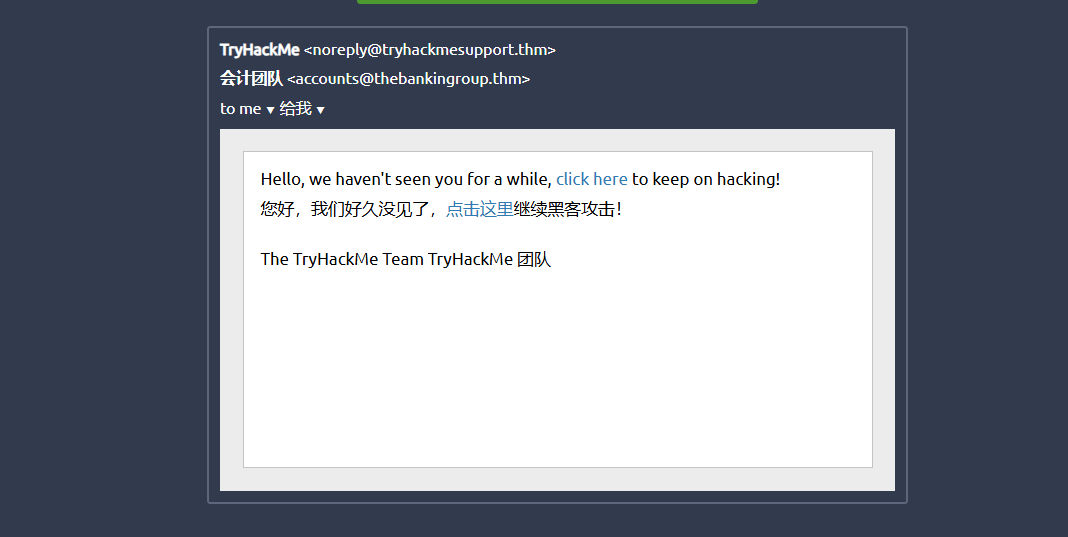 TryHackMe <noreply@tryhackmesupport.thm>
会计团队 <accounts@thebankingroup.thm>
to me ▼ 给我 ▼
Hello, we haven't seen you for a while, click here to keep on hacking!
您好，我们好久没见了，点击这里继续黑客攻击！
The TryHackMe Team TryHackMe 团队